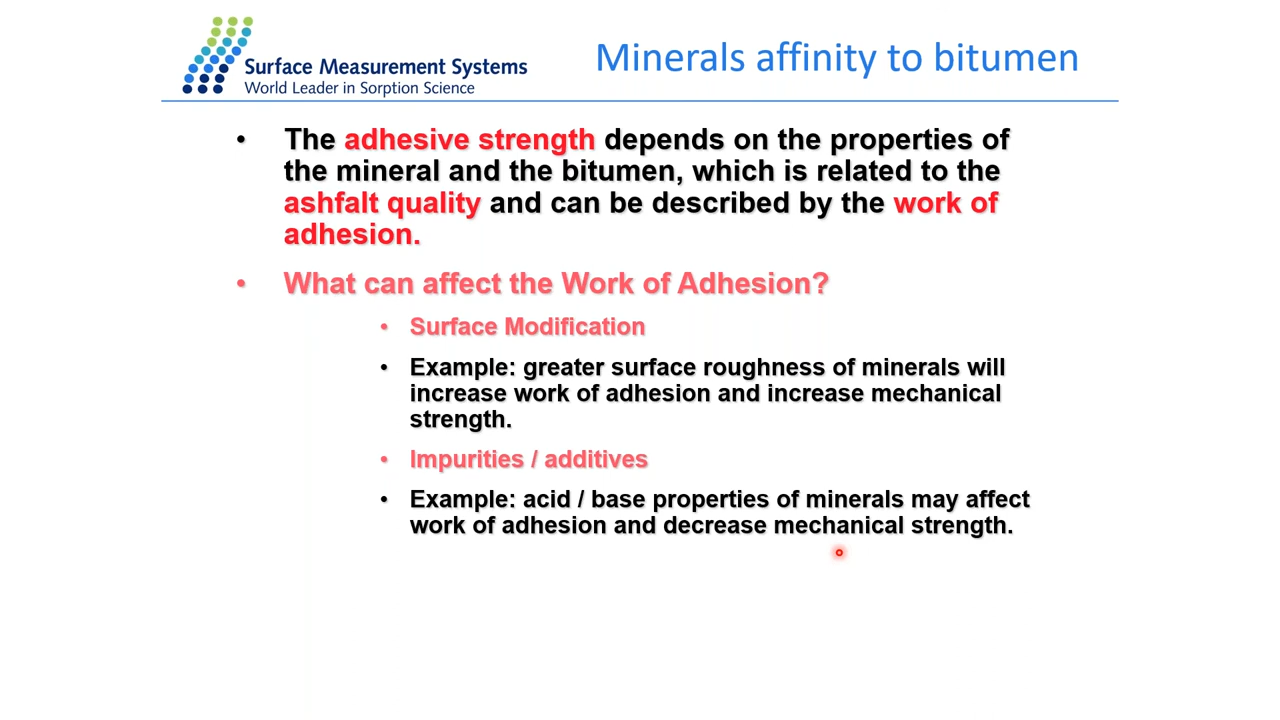 Surface Measurement Systems
World Leader in Sorption Science
Minerals affinity to bitumen
• The adhesive strength depends on the properties of
the mineral and the bitumen, which is related to the
ashfalt quality and can be described by the work of
adhesion.
• What can affect the Work of Adhesion?
• Surface Modification
• Example: greater surface roughness of minerals will
increase work of adhesion and increase mechanical
strength.
• Impurities / additives
• Example: acid / base properties of minerals may affect
work of adhesion and decrease mechanical strength.